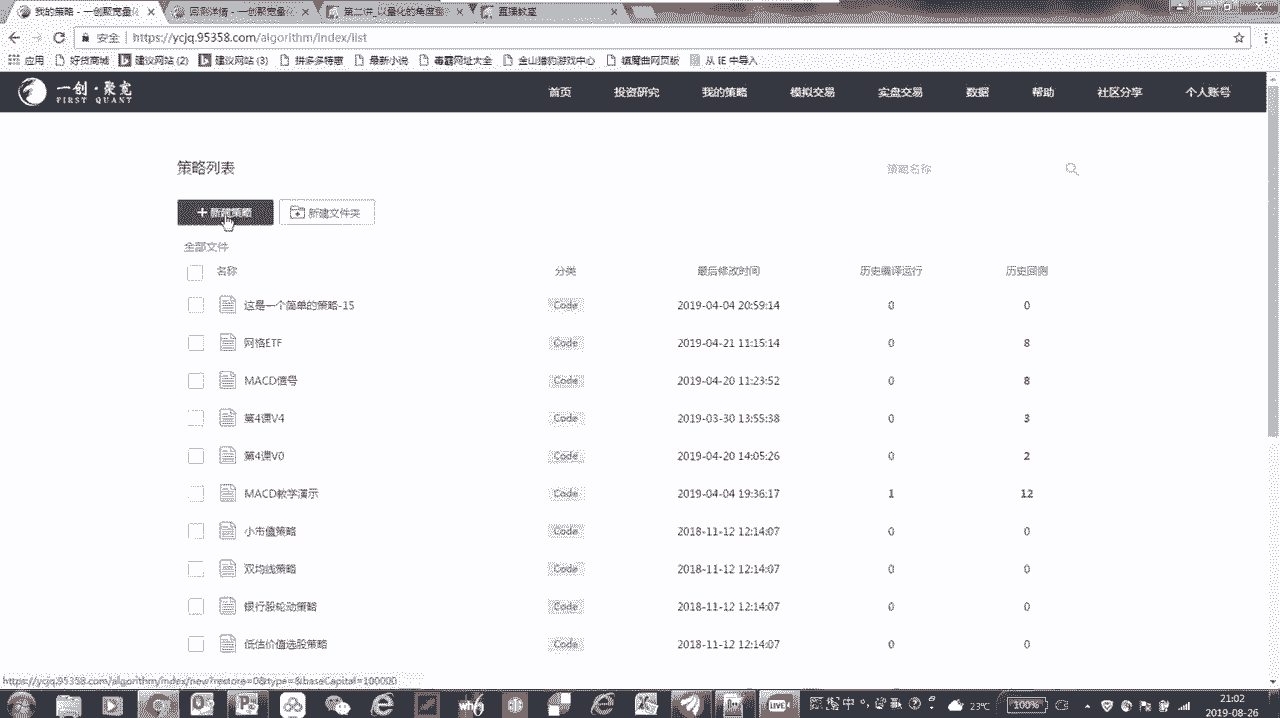 我的策略 - 一创聚宽量化
回测详情 - 一创聚宽量化
第二讲_以量化的角度
直播教室
安全 https://ycjq.95358.com/algorithm/index/list
应用 好货商城 建议网站 (2) 建议网站 (3) 拼多多特惠 最新小说 毒霸网址大全 金山猎豹游戏中心 从 IE 中导入
一创·聚宽
FIRST QUANT
首页 投资研究 我的策略 模拟交易 实盘交易 数据 帮助 社区分享 个人账号
策略列表
策略名称
+ 新建策略 新建文件夹
全部文件
名称 分类 最后修改时间 历史编译运行 历史回测
这是一个简单的策略-15 Code 2019-04-04 20:59:14 0 0
网格ETF Code 2019-04-21 11:15:14 0 8
MACD信号 Code 2019-04-20 11:23:52 0 8
第4课V4 Code 2019-03-30 13:55:38 0 3
第4课V0 Code 2019-04-20 14:05:26 0 2
MACD教学演示 Code 2019-04-04 19:36:17 1 12
小市值策略 Code 2018-11-12 12:14:07 0 0
双均线策略 Code 2018-11-12 12:14:07 0 0
银行股轮动策略 Code 2018-11-12 12:14:07 0 0
低估价值选股策略 Code 2018-11-12 12:14:07 0 0
https://ycjq.95358.com/algorithm/index/new?restore=0&type=&baseCapital=100000
23℃ 100% 21:02
2019-08-26